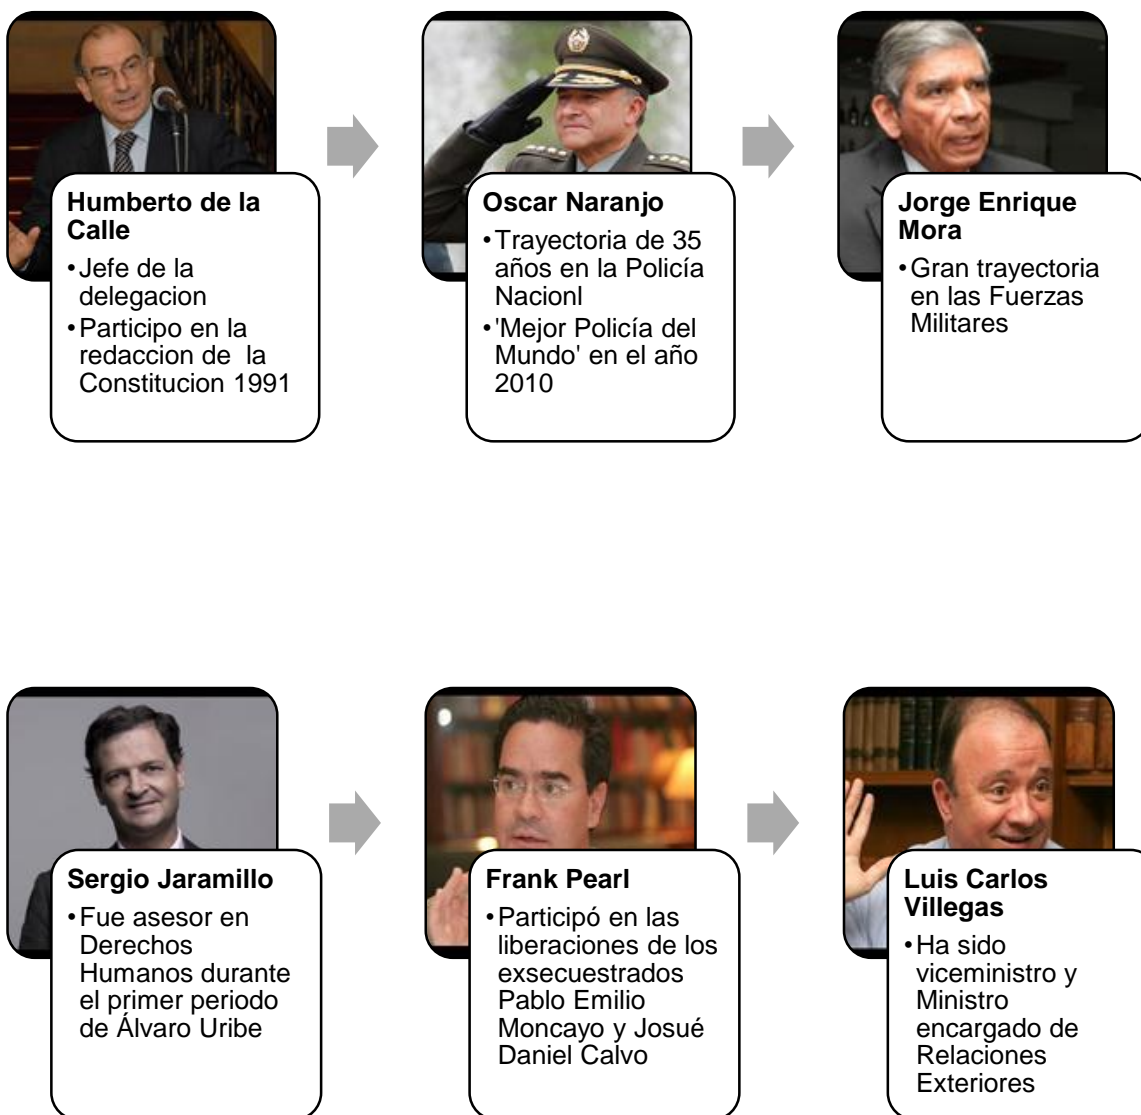 Humberto de la
Calle
•Jefe de la
delegacion
•Participo en la
redaccion de  la
Constitucion 1991
Oscar Naranjo
•Trayectoria de 35
años en la Policía
Nacionl
•'Mejor Policía del
Mundo' en el año
2010
Jorge Enrique
Mora
•Gran trayectoria
en las Fuerzas
Militares
Sergio Jaramillo
•Fue asesor en
Derechos
Humanos durante
el primer periodo
de Álvaro Uribe
Frank Pearl
•Participó en las
liberaciones de los
exsecuestrados
Pablo Emilio
Moncayo y Josué
Daniel Calvo
Luis Carlos
Villegas
•Ha sido
viceministro y
Ministro
encargado de
Relaciones
Exteriores